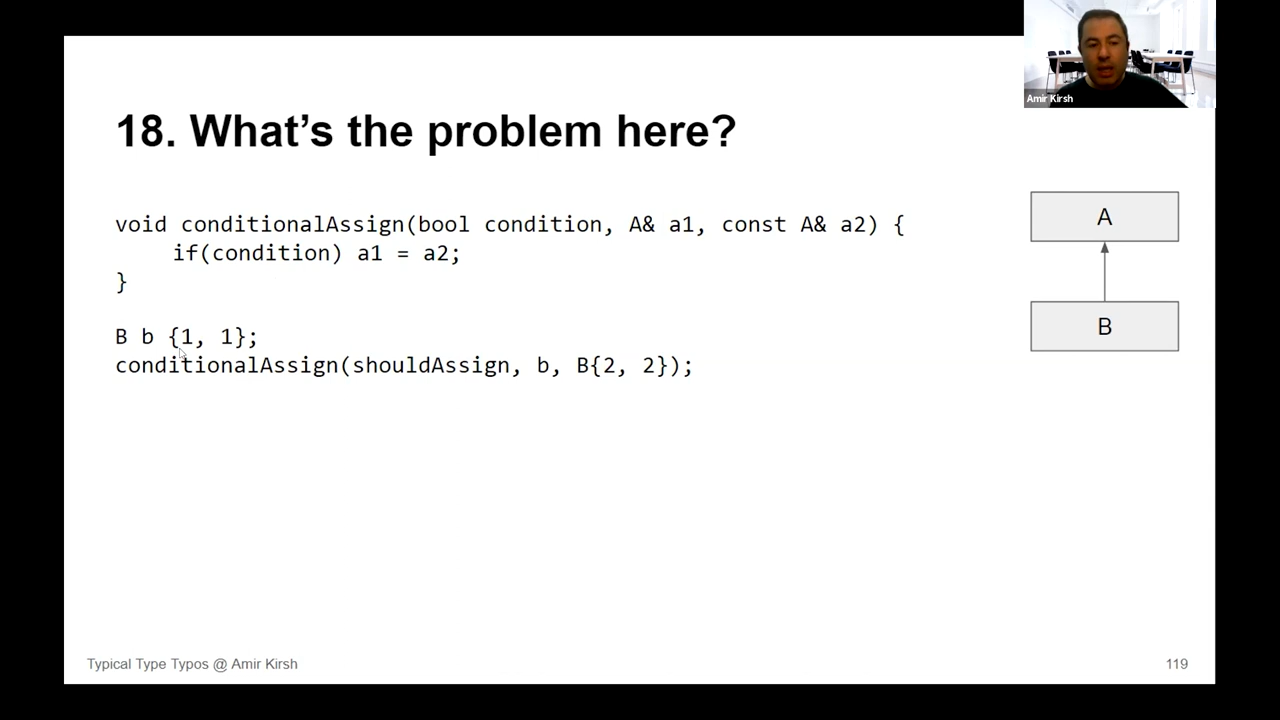 Amir Kirsh
18. What's the problem here?
void conditionalAssign(bool condition, A& a1, const A& a2) {
if(condition) a1 = a2;
}
B b {1, 1};
conditionalAssign(shouldAssign, b, B{2, 2});
A
B
Typical Type Typos @ Amir Kirsh
119